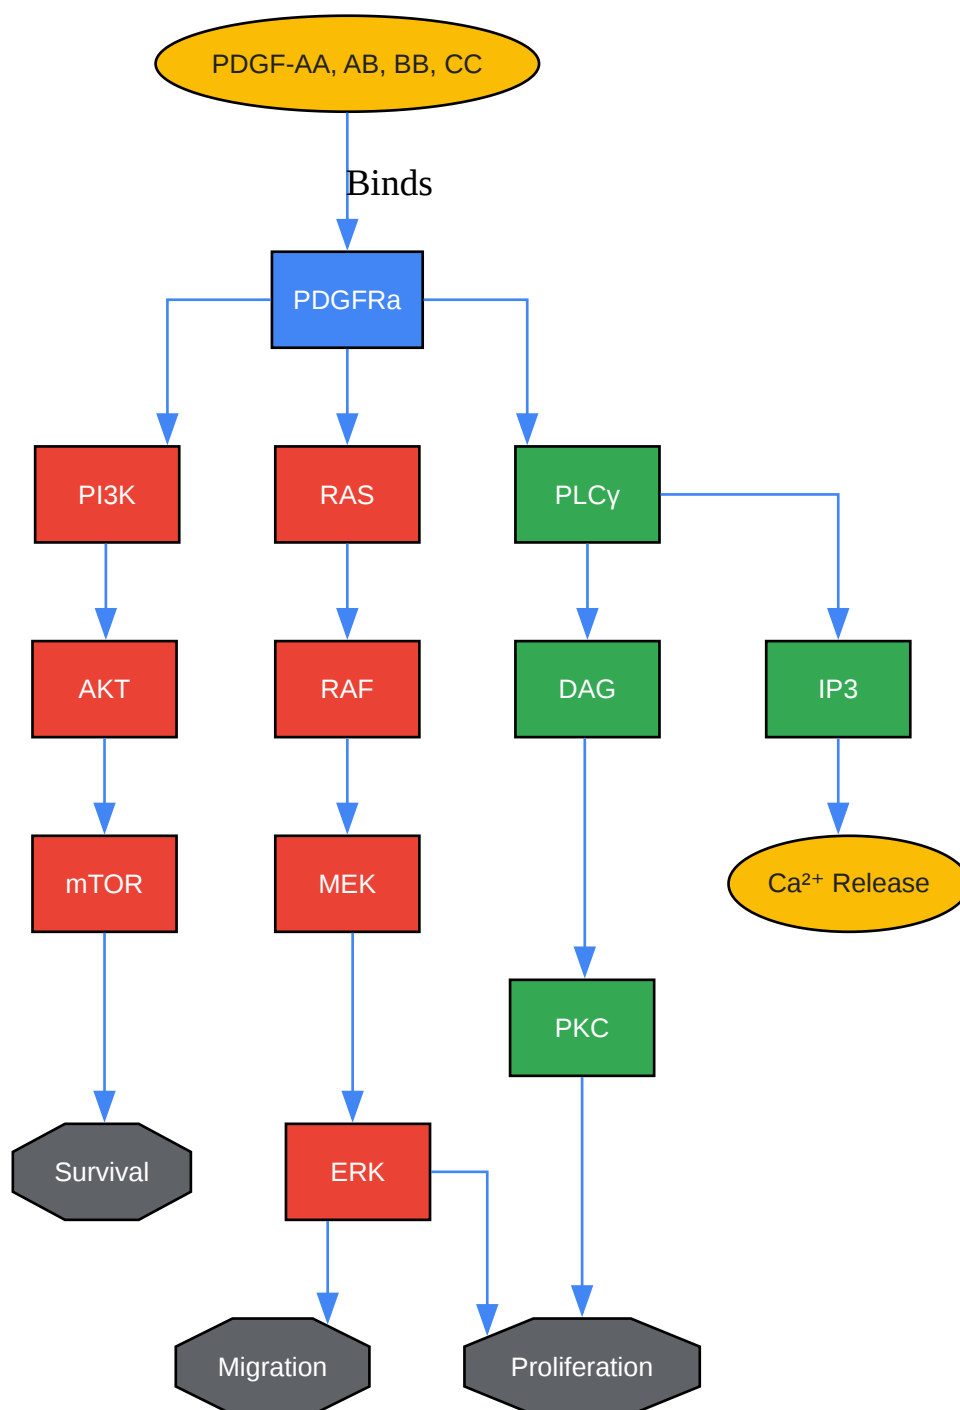 PDGF-AA, AB, BB, CC
Binds
PDGFRa
PI3K
RAS
PLCγ
AKT
RAF
DAG
IP3
mTOR
MEK
Ca²⁺ Release
PKC
Survival
ERK
Migration
Proliferation